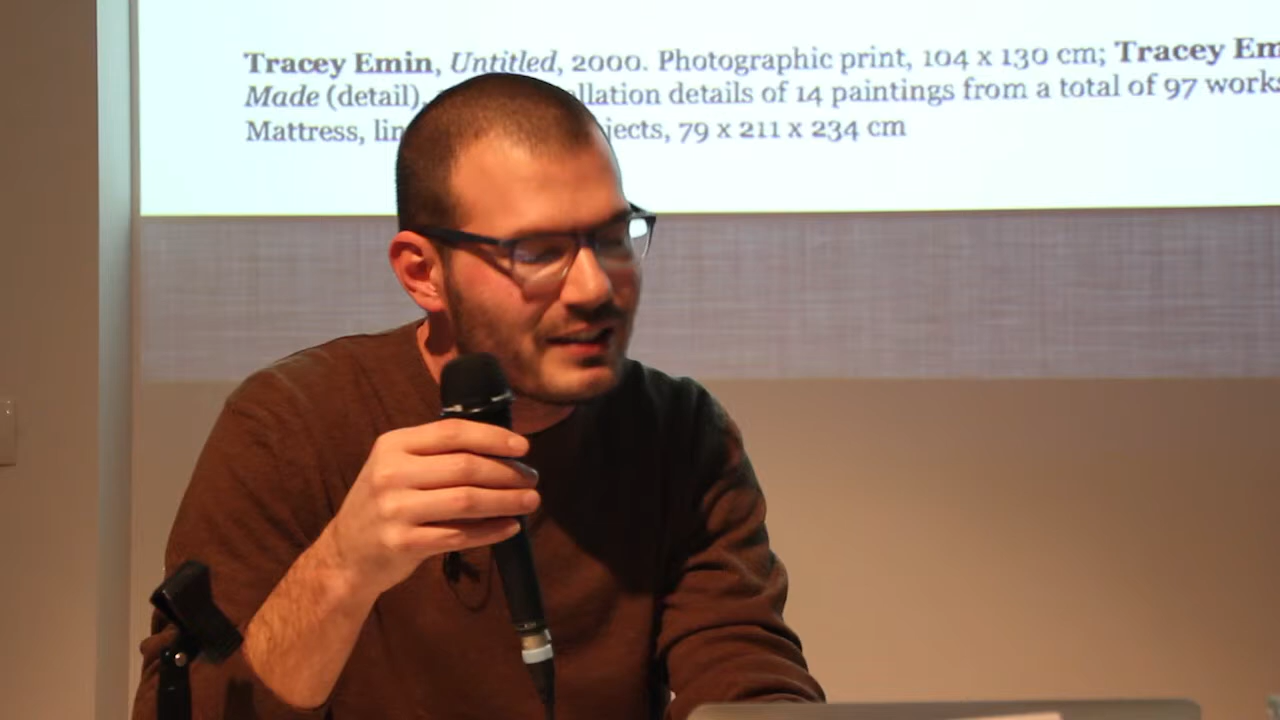 Tracey Emin, Untitled, 2000. Photographic print, 104 x 130 cm; Tracey Em
Made (detail), llation details of 14 paintings from a total of 97 works
Mattress, lin jects, 79 x 211 x 234 cm